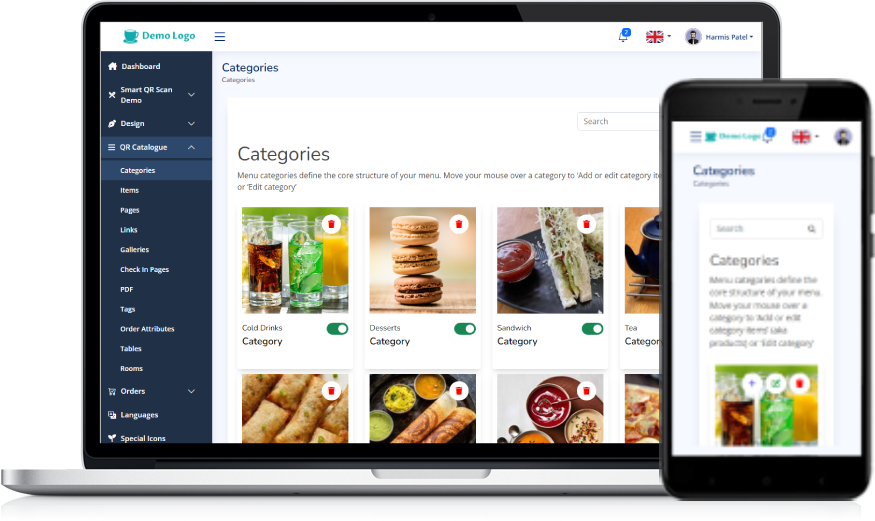 Demo Logo
2
Harmis Patel
Dashboard
Smart QR Scan
Demo
Design
QR Catalogue
Categories
Items
Pages
Links
Galleries
Check In Pages
PDF
Tags
Order Attributes
Tables
Rooms
Orders
Languages
Special Icons
Categories
Categories
Search
Categories
Menu categories define the core structure of your menu. Move your mouse over a category to 'Add or edit category ite
or 'Edit category'
Cold Drinks
Category
Desserts
Category
Sandwich
Category
Tea
Category
Demo Logo
2
Categories
Categories
Search
Categories
Menu categories define the
core structure of your menu.
Move your mouse over a
category to 'Add or edit
category items' (aka
products) or 'Edit category'